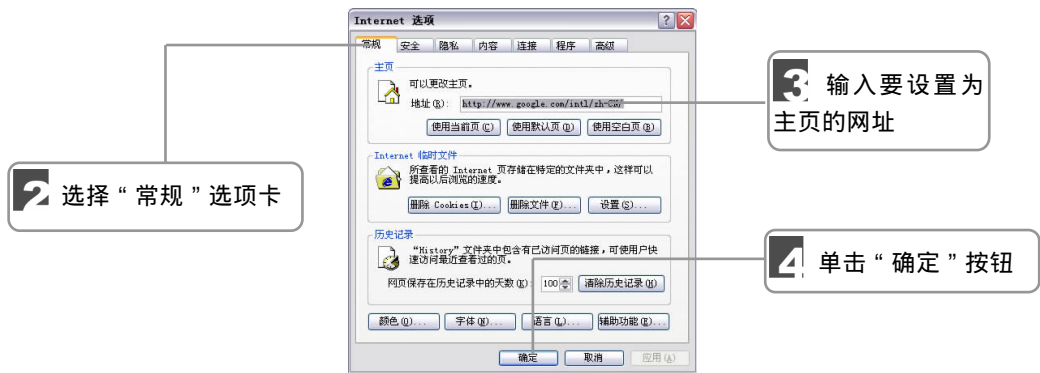 Internet 选项
常规 安全 隐私 内容 连接 程序 高级
主页
可以更改主页。
地址(R): http://www.google.com/intl/zh-CN/
使用当前页(C) 使用默认页(D) 使用空白页(B)
Internet 临时文件
所查看的 Internet 页存储在特定的文件夹中，这样可以
提高以后浏览的速度。
删除 Cookies(I)... 删除文件(F)... 设置(S)...
历史记录
“History”文件夹中包含有已访问页的链接，可使用户快
速访问最近查看过的页。
网页保存在历史记录中的天数(K): 100 清除历史记录(H)
颜色(O)... 字体(N)... 语言(L)... 辅助功能(E)...
确定 取消 应用(A)
2 选择“常规”选项卡
3 输入要设置为
主页的网址
4 单击“确定”按钮